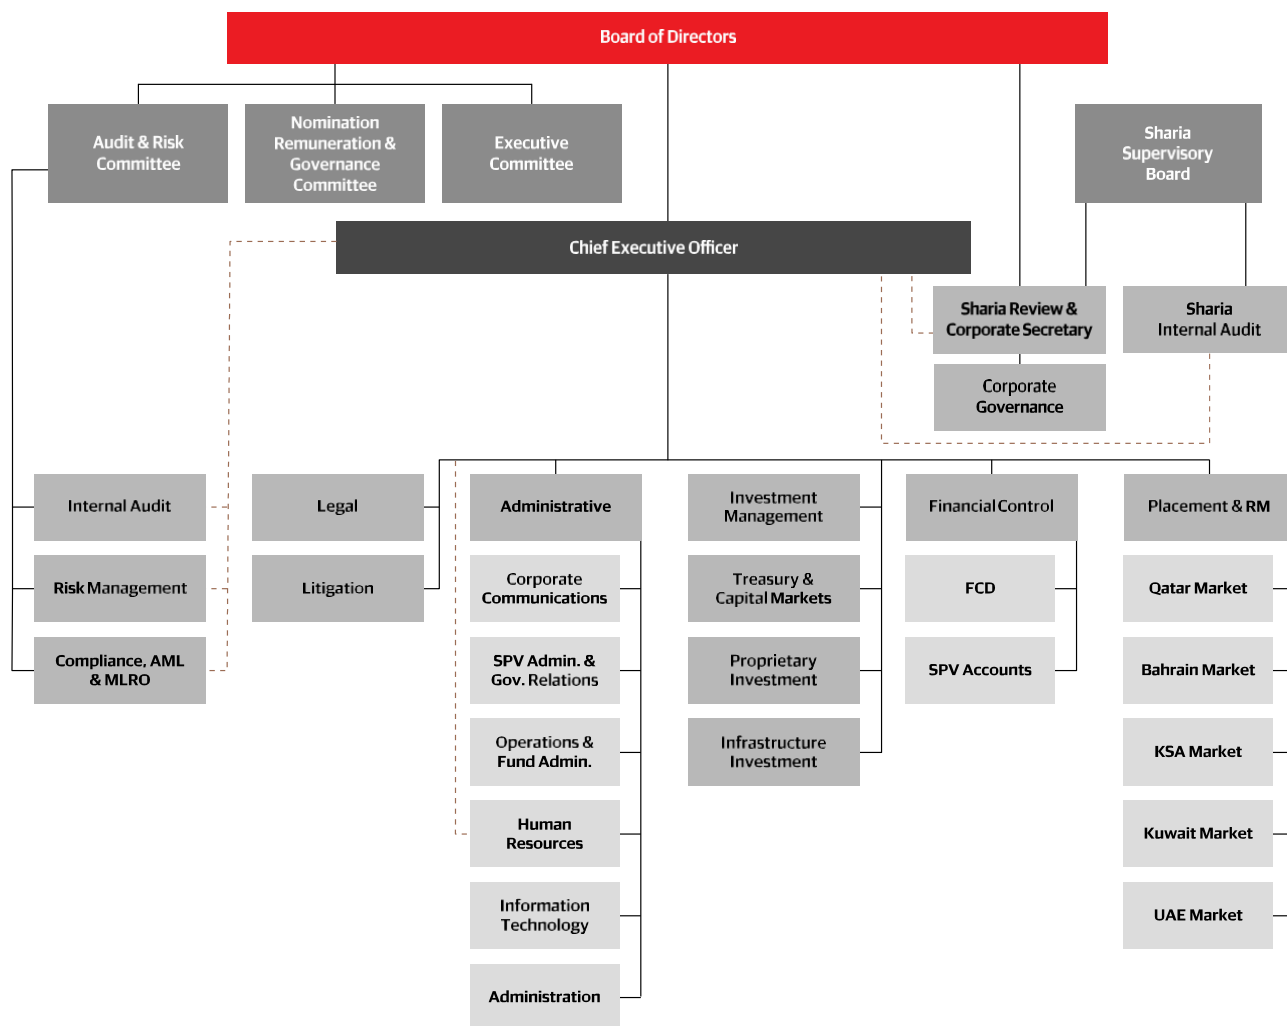 Board of Directors
Audit & Risk
Committee
Nomination
Remuneration &
Governance
Committee
Executive
Committee
Sharia
Supervisory
Board
Chief Executive Officer
Sharia Review &
Corporate Secretary
Sharia
Internal Audit
Corporate
Governance
Internal Audit
Legal
Administrative
Investment
Management
Financial Control
Placement & RM
Risk Management
Litigation
Corporate
Communications
Treasury &
Capital Markets
FCD
Qatar Market
Compliance, AML
& MLRO
SPV Admin. &
Gov. Relations
Proprietary
Investment
SPV Accounts
Bahrain Market
Operations &
Fund Admin.
Infrastructure
Investment
KSA Market
Human
Resources
Kuwait Market
Information
Technology
UAE Market
Administration